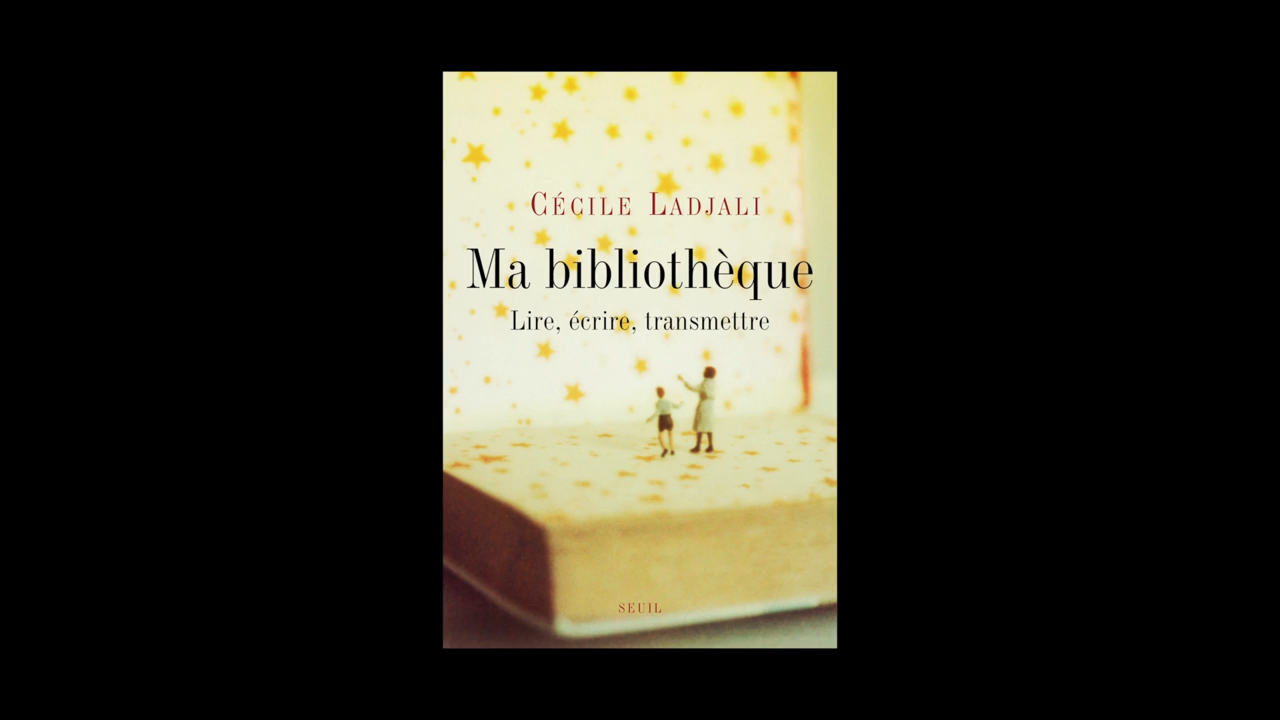 CÉCILE LADJALI
Ma bibliothèque
Lire, écrire, transmettre
SEUIL